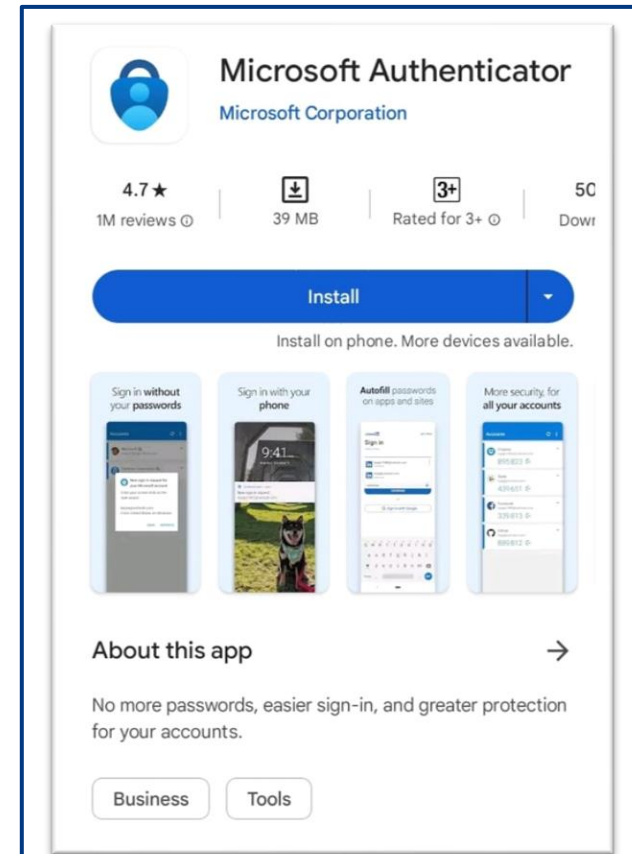 Microsoft Authenticator
Microsoft Corporation
4.7★
1M reviews
39 MB
3+
Rated for 3+
50
Down
Install
Install on phone. More devices available.
Sign in without
your passwords
Sign in with your
phone
Autofill passwords
on apps and sites
More security, for
all your accounts
Accounts
9:41
Sign in
Accounts
About this app
No more passwords, easier sign-in, and greater protection
for your accounts.
Business
Tools